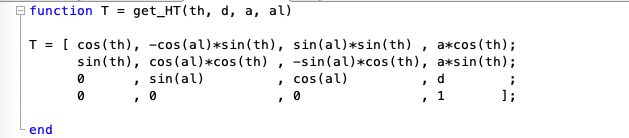 function T = get_HT(th, d, a, al)
T = [ cos(th), -cos(al)*sin(th), sin(al)*sin(th) , a*cos(th);
sin(th), cos(al)*cos(th) , -sin(al)*cos(th), a*sin(th);
0 , sin(al) , cos(al) , d ;
0 , 0 , 0 , 1 ];
end